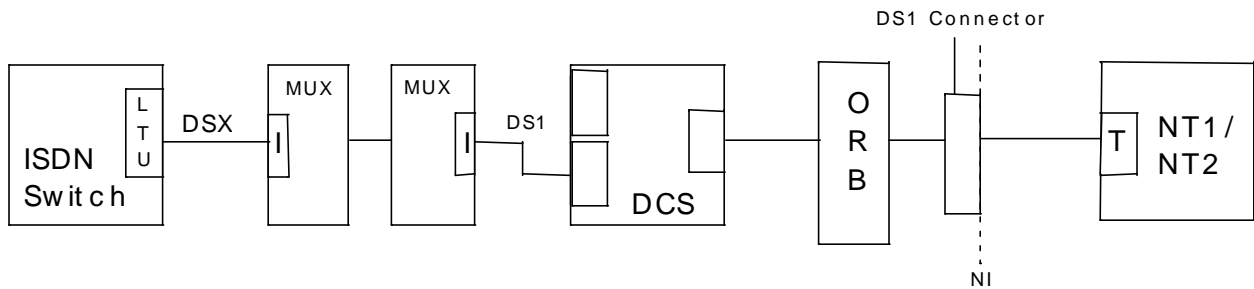 DS1 Connector
ISDN
Switch
L
T
U
DSX
MUX
I
MUX
I
DS1
DCS
O
R
B
NI
T
NT1/
NT2